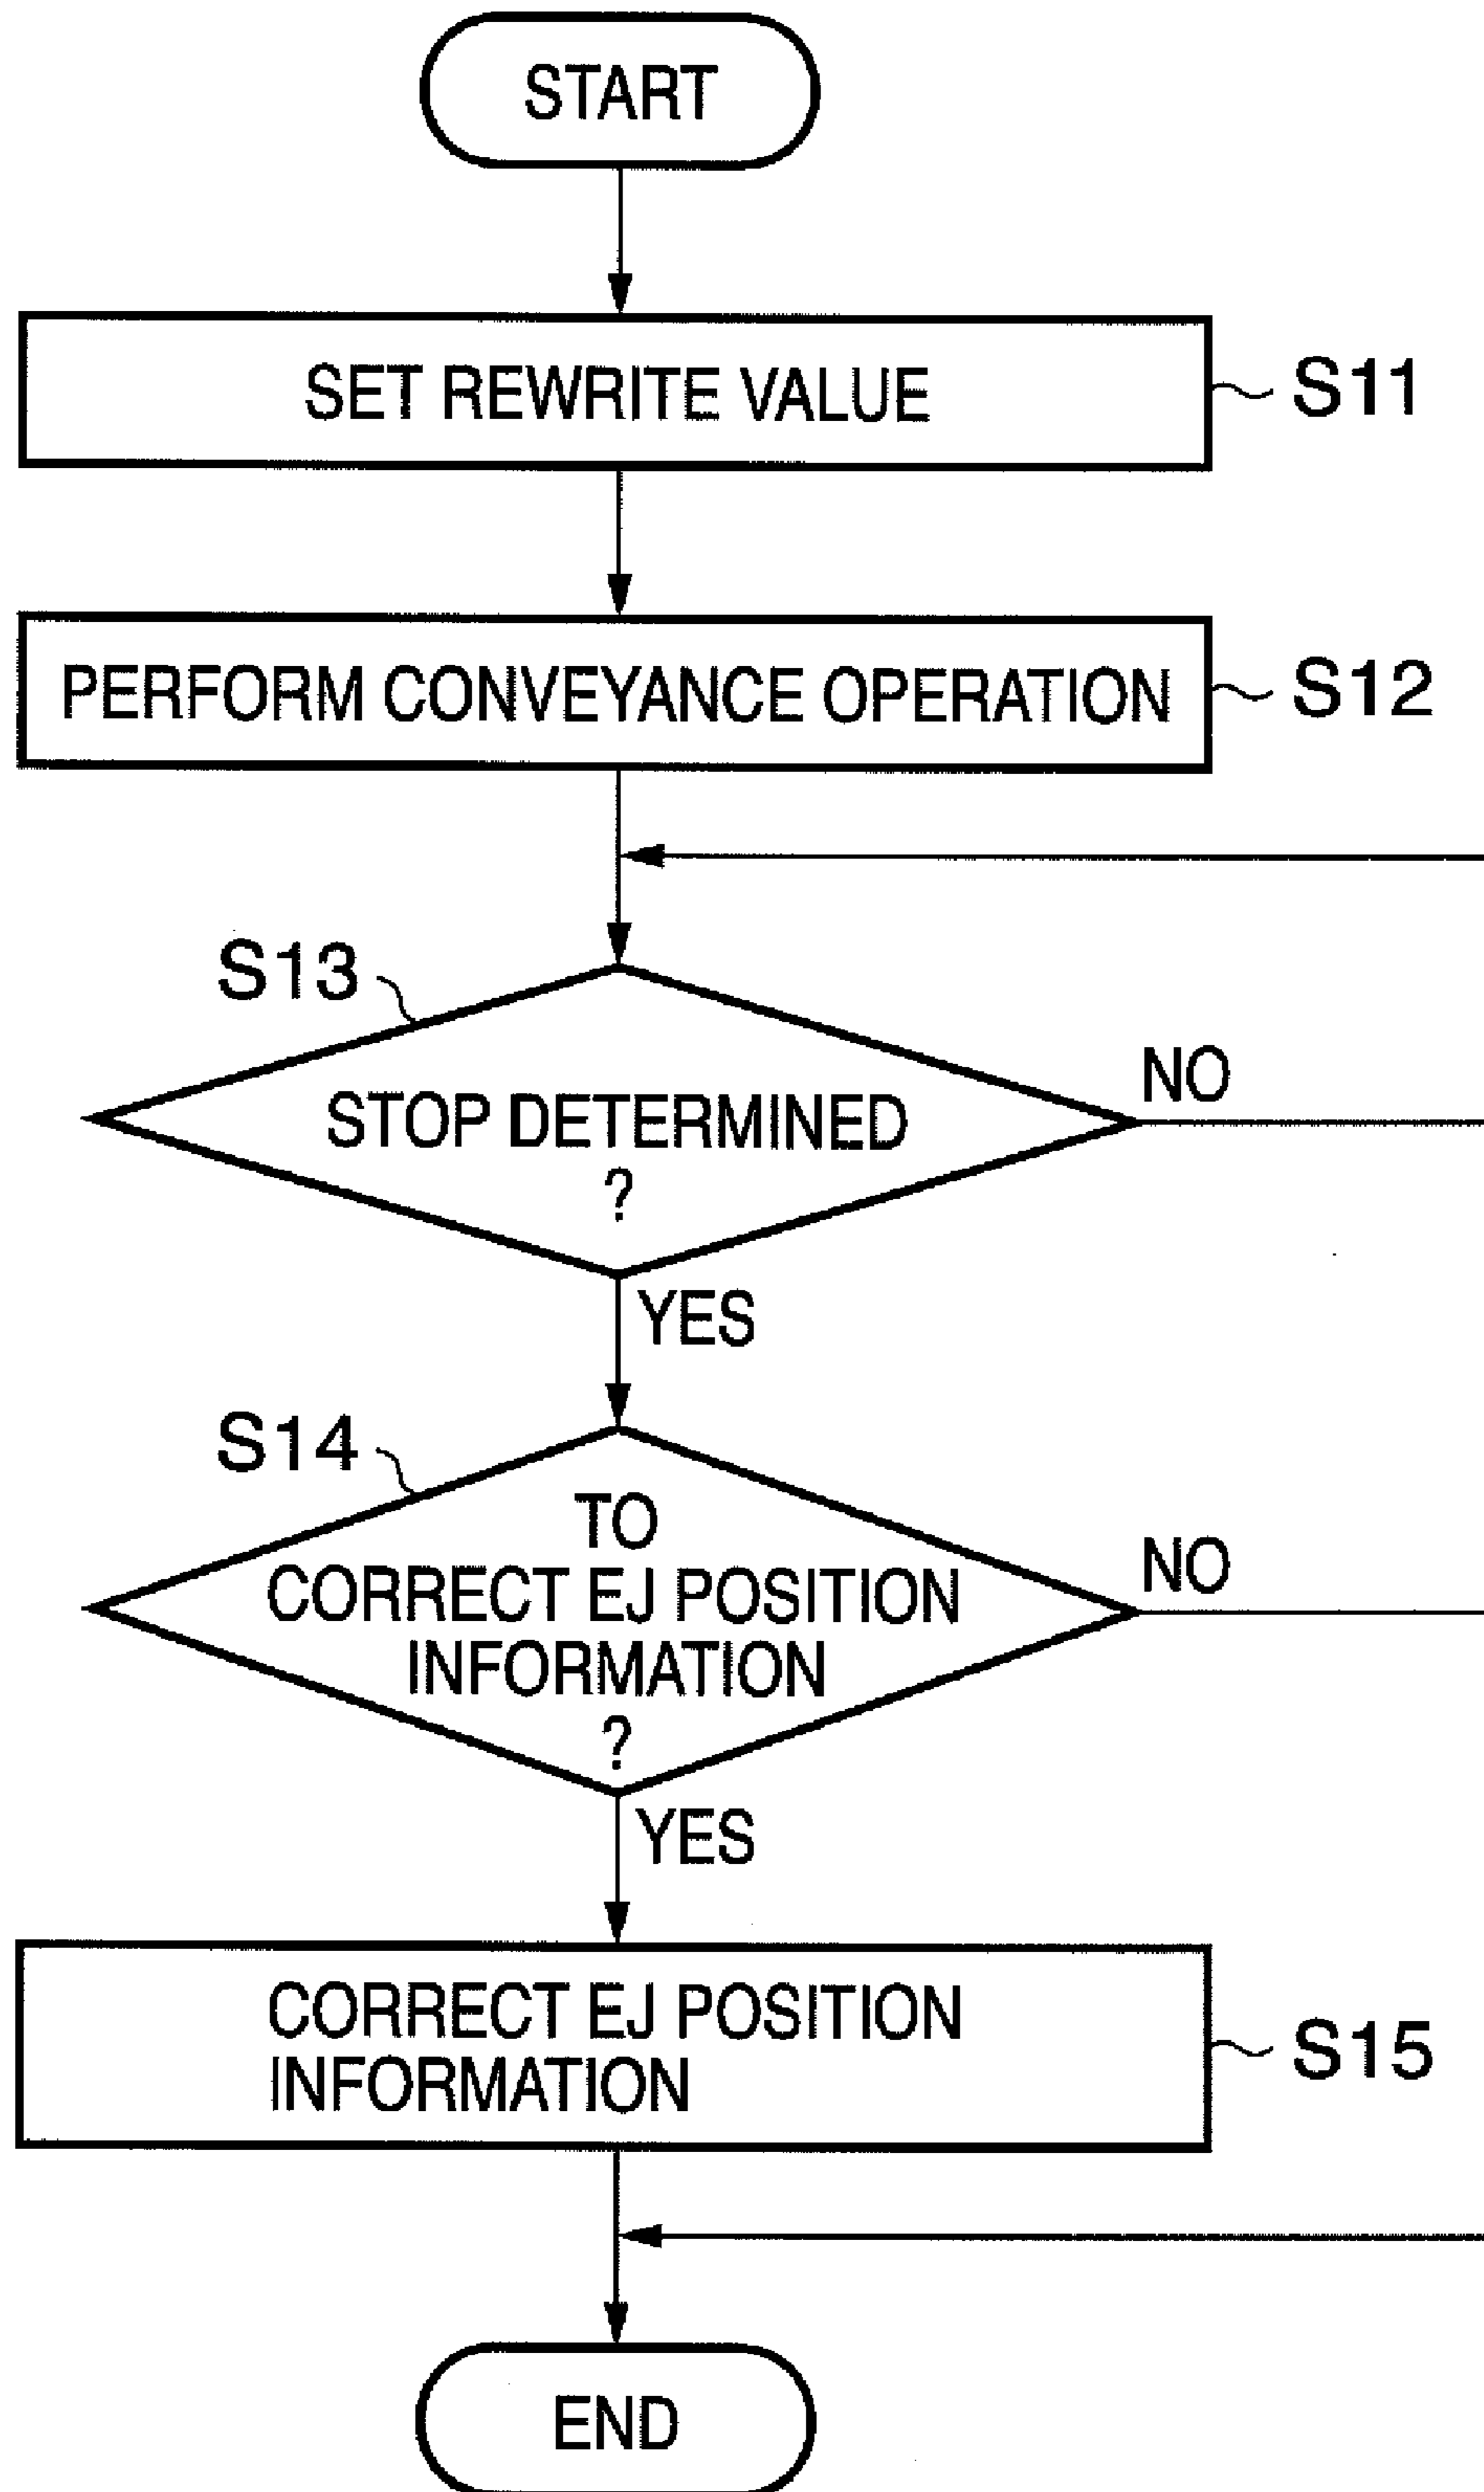 START
SET REWRITE VALUE
S11
PERFORM CONVEYANCE OPERATION
S12
S13
STOP DETERMINED
?
NO
YES
S14
TO
CORRECT EJ POSITION
INFORMATION
?
NO
YES
CORRECT EJ POSITION
INFORMATION
S15
END